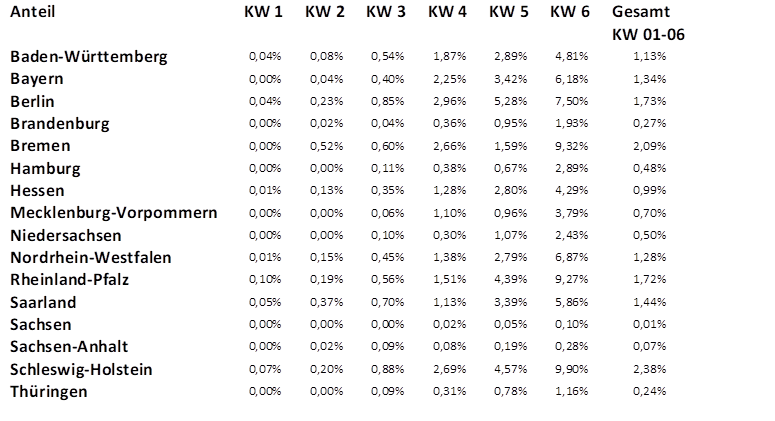 Anteil KW 1 KW 2 KW 3 KW 4 KW 5 KW 6 Gesamt
KW 01-06
Baden-Württemberg 0,04% 0,08% 0,54% 1,87% 2,89% 4,81% 1,13%
Bayern 0,00% 0,04% 0,40% 2,25% 3,42% 6,18% 1,34%
Berlin 0,04% 0,23% 0,85% 2,96% 5,28% 7,50% 1,73%
Brandenburg 0,00% 0,02% 0,04% 0,36% 0,95% 1,93% 0,27%
Bremen 0,00% 0,52% 0,60% 2,66% 1,59% 9,32% 2,09%
Hamburg 0,00% 0,00% 0,11% 0,38% 0,67% 2,89% 0,48%
Hessen 0,01% 0,13% 0,35% 1,28% 2,80% 4,29% 0,99%
Mecklenburg-Vorpommern 0,00% 0,00% 0,06% 1,10% 0,96% 3,79% 0,70%
Niedersachsen 0,00% 0,00% 0,10% 0,30% 1,07% 2,43% 0,50%
Nordrhein-Westfalen 0,01% 0,15% 0,45% 1,38% 2,79% 6,87% 1,28%
Rheinland-Pfalz 0,10% 0,19% 0,56% 1,51% 4,39% 9,27% 1,72%
Saarland 0,05% 0,37% 0,70% 1,13% 3,39% 5,86% 1,44%
Sachsen 0,00% 0,00% 0,00% 0,02% 0,05% 0,10% 0,01%
Sachsen-Anhalt 0,00% 0,02% 0,09% 0,08% 0,19% 0,28% 0,07%
Schleswig-Holstein 0,07% 0,20% 0,88% 2,69% 4,57% 9,90% 2,38%
Thüringen 0,00% 0,00% 0,09% 0,31% 0,78% 1,16% 0,24%